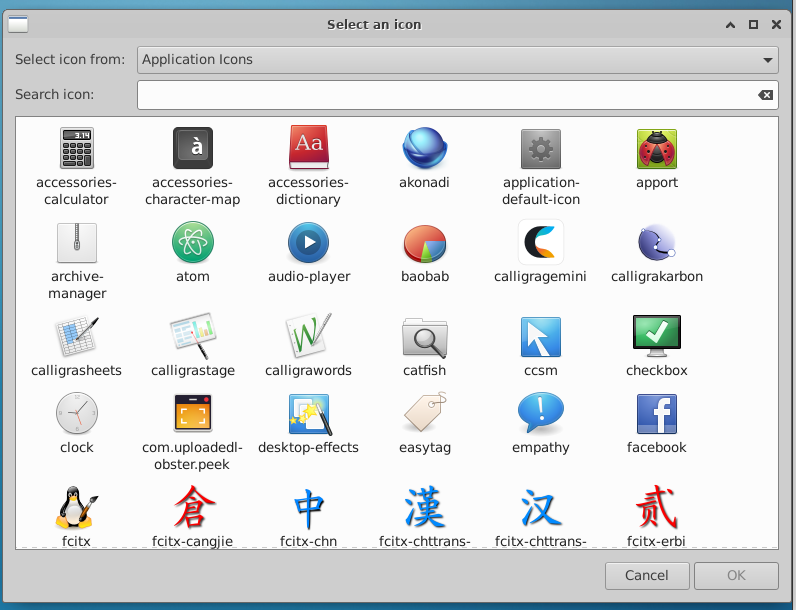 Select an icon
Select icon from: Application Icons
Search icon:
3.14 à Aa
accessories- accessories- accessories- akonadi application- apport
calculator character-map dictionary default-icon
archive- atom audio-player baobab calligragemini calligrakarbon
manager
W
calligrasheets calligrastage calligrawords catfish ccsm checkbox
! f
clock com.uploadedl- desktop-effects easytag empathy facebook
obster.peek
倉 中 漢 汉 贰
fcitx fcitx-cangjie fcitx-chn fcitx-chttrans- fcitx-chttrans- fcitx-erbi
Cancel OK